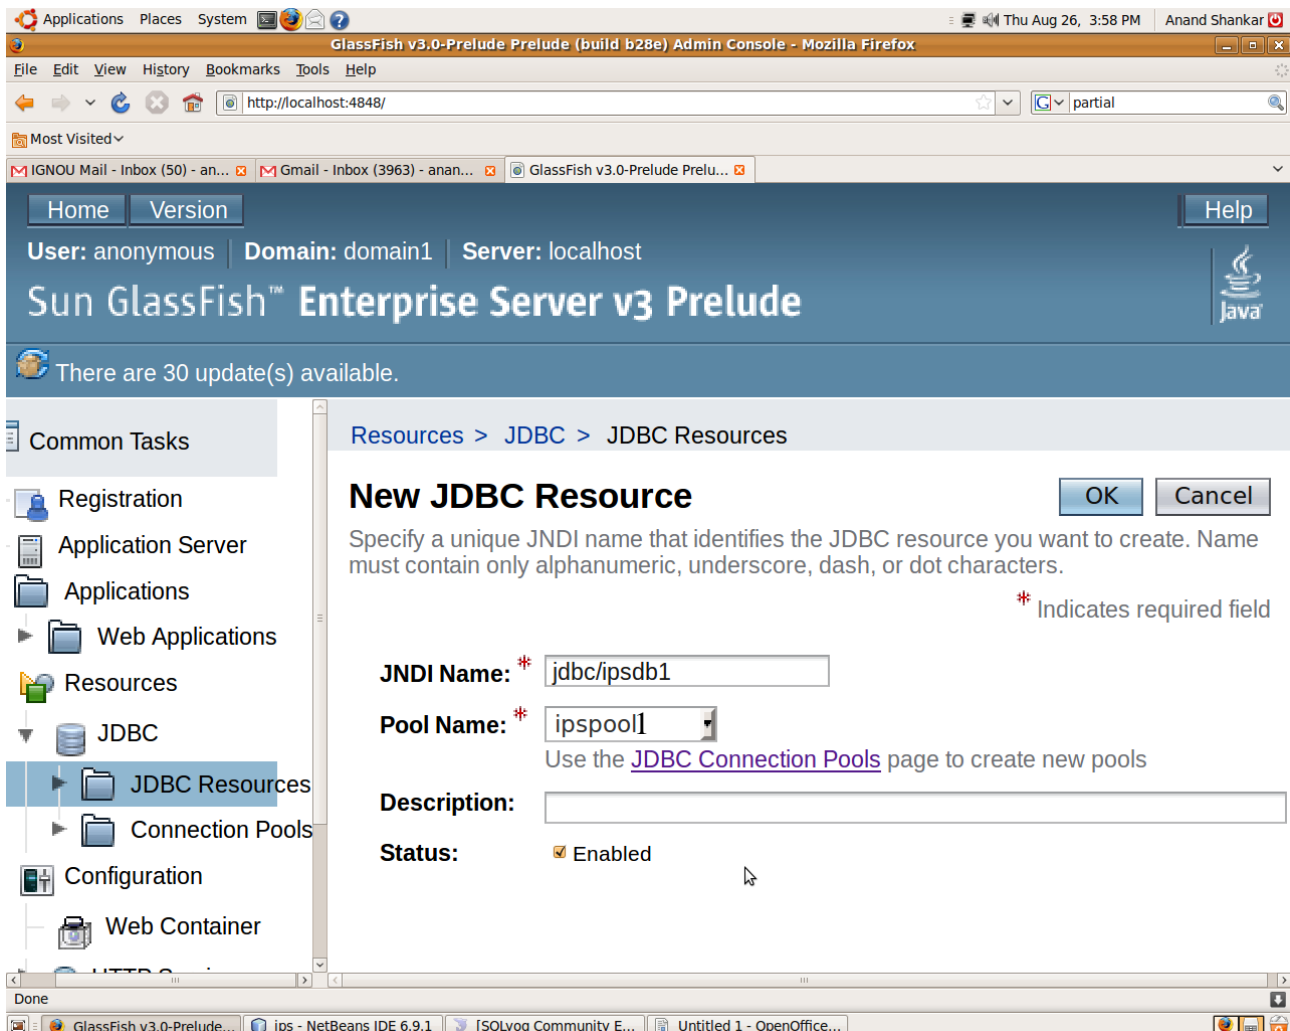 Applications Places System Thu Aug 26, 3:58 PM Anand Shankar
GlassFish v3.0-Prelude Prelude (build b28e) Admin Console - Mozilla Firefox
File Edit View History Bookmarks Tools Help
http://localhost:4848/ partial
Most Visited
IGNOU Mail - Inbox (50) - an... Gmail - Inbox (3963) - anan... GlassFish v3.0-Prelude Prelu...
Home Version Help
User: anonymous Domain: domain1 Server: localhost
Sun GlassFish™ Enterprise Server v3 Prelude
Java
There are 30 update(s) available.
Common Tasks
Registration
Application Server
Applications
Web Applications
Resources
JDBC
JDBC Resources
Connection Pools
Configuration
Web Container
Resources > JDBC > JDBC Resources
New JDBC Resource OK Cancel
Specify a unique JNDI name that identifies the JDBC resource you want to create. Name
must contain only alphanumeric, underscore, dash, or dot characters.
* Indicates required field
JNDI Name: * jdbc/ipsdb1
Pool Name: * ipspool1
Use the JDBC Connection Pools page to create new pools
Description:
Status: Enabled
Done
GlassFish v3.0-Prelude... ips - NetBeans IDE 6.9.1 [SQLyog Community E... Untitled 1 - OpenOffice...